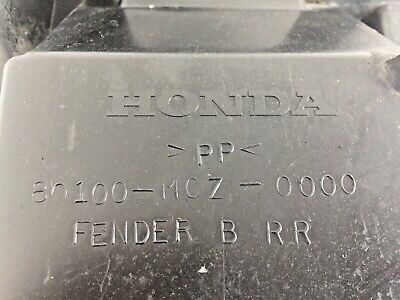 HONDA
>PP<
80100-MCZ-0000
FENDER B RR